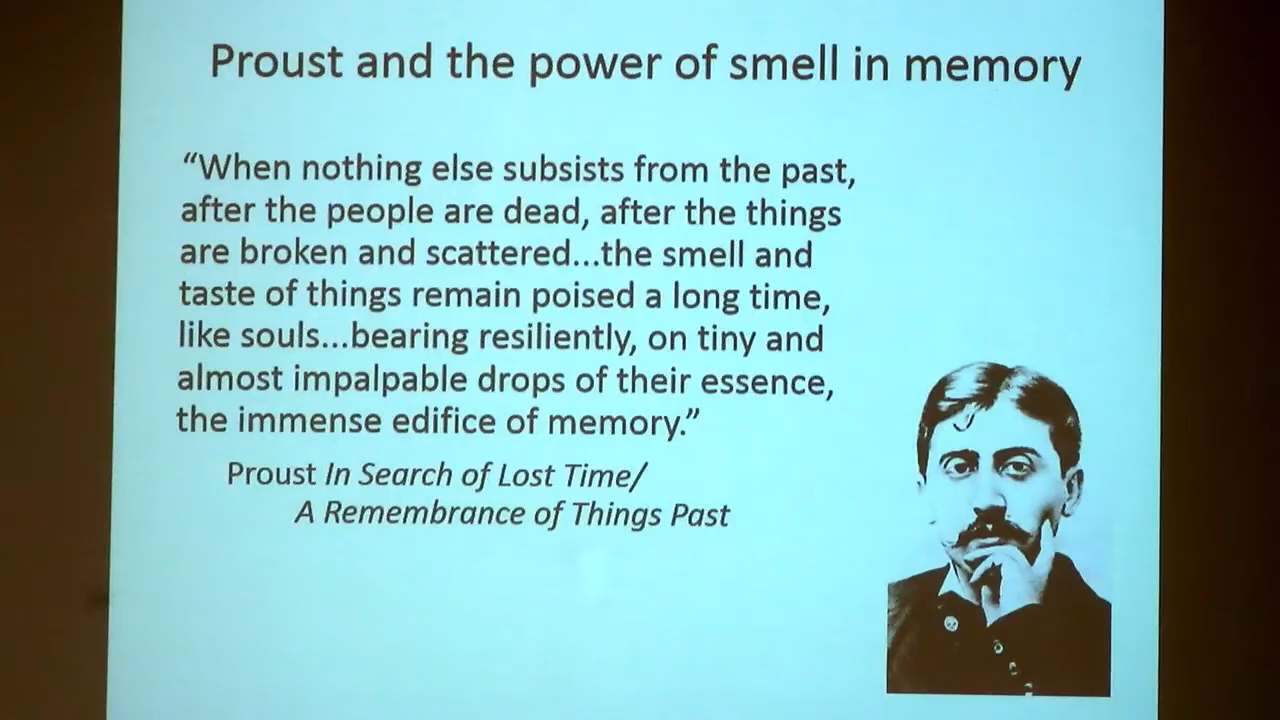 Proust and the power of smell in memory
“When nothing else subsists from the past,
after the people are dead, after the things
are broken and scattered...the smell and
taste of things remain poised a long time,
like souls...bearing resiliently, on tiny and
almost impalpable drops of their essence,
the immense edifice of memory.”
Proust In Search of Lost Time/
A Remembrance of Things Past